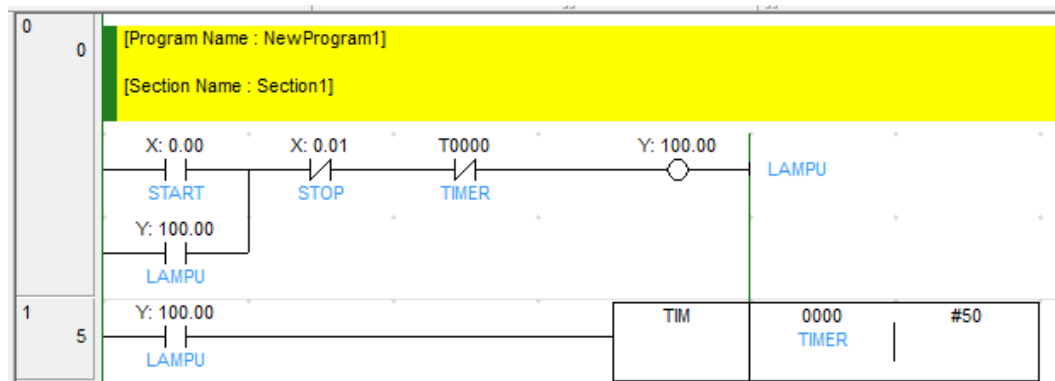 0
0
[Program Name : NewProgram1]
[Section Name : Section1]
X: 0.00 X: 0.01 T0000 Y: 100.00
LAMPU
START STOP TIMER
Y: 100.00
LAMPU
1 Y: 100.00 TIM 0000 #50
5 TIMER
LAMPU